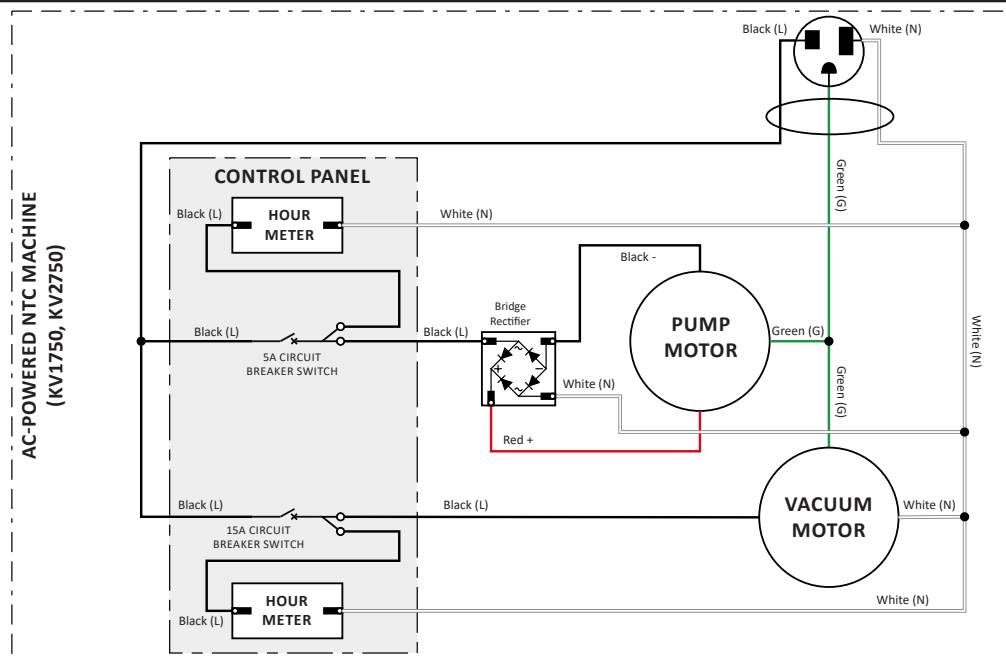 Black (L)
White (N)
AC-POWERED NTC MACHINE
(KV1750, KV2750)
CONTROL PANEL
Black (L)
HOUR
METER
White (N)
Green (G)
Black -
Bridge
Rectifier
Black (L)
5A CIRCUIT
BREAKER SWITCH
Black (L)
+
~
−
~
White (N)
Red +
PUMP
MOTOR
Green (G)
Green (G)
White (N)
Black (L)
15A CIRCUIT
BREAKER SWITCH
Black (L)
VACUUM
MOTOR
White (N)
Black (L)
HOUR
METER
White (N)